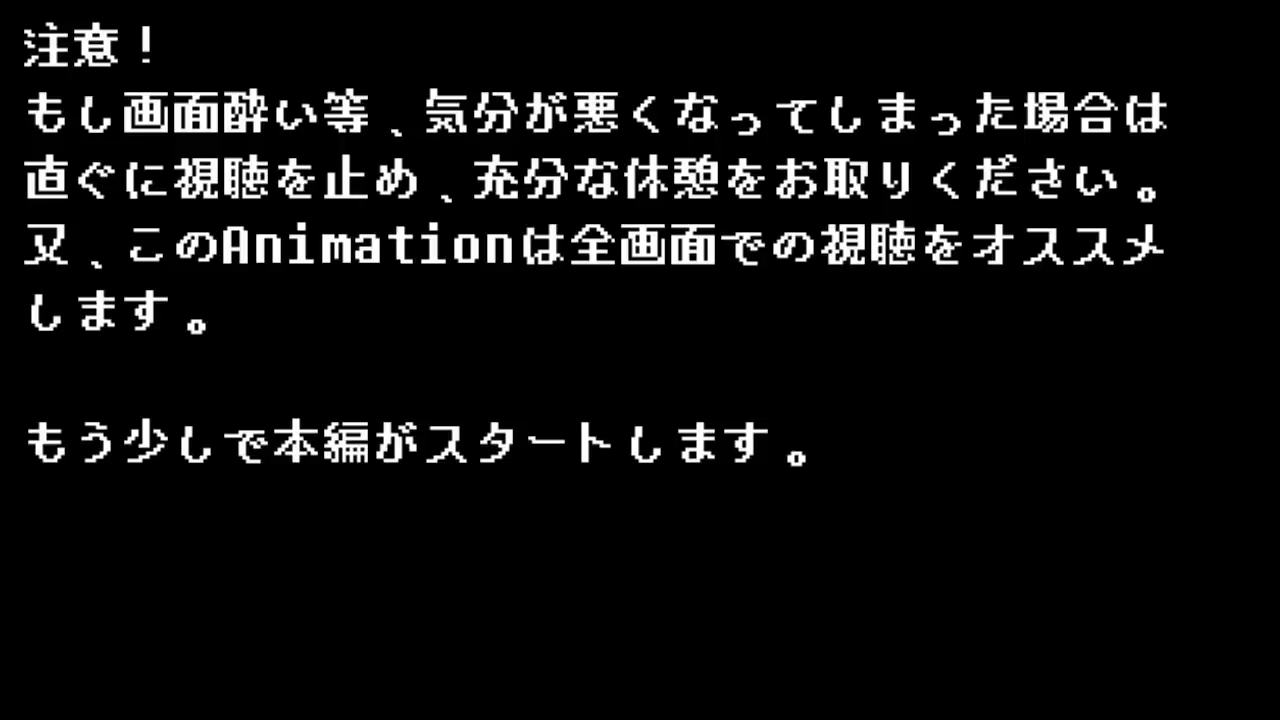 注意！
もし画面酔い等、気分が悪くなってしまった場合は
直ぐに視聴を止め、充分な休憩をお取りください。
又、このAnimationは全画面での視聴をオススメ
します。
もう少しで本編がスタートします。